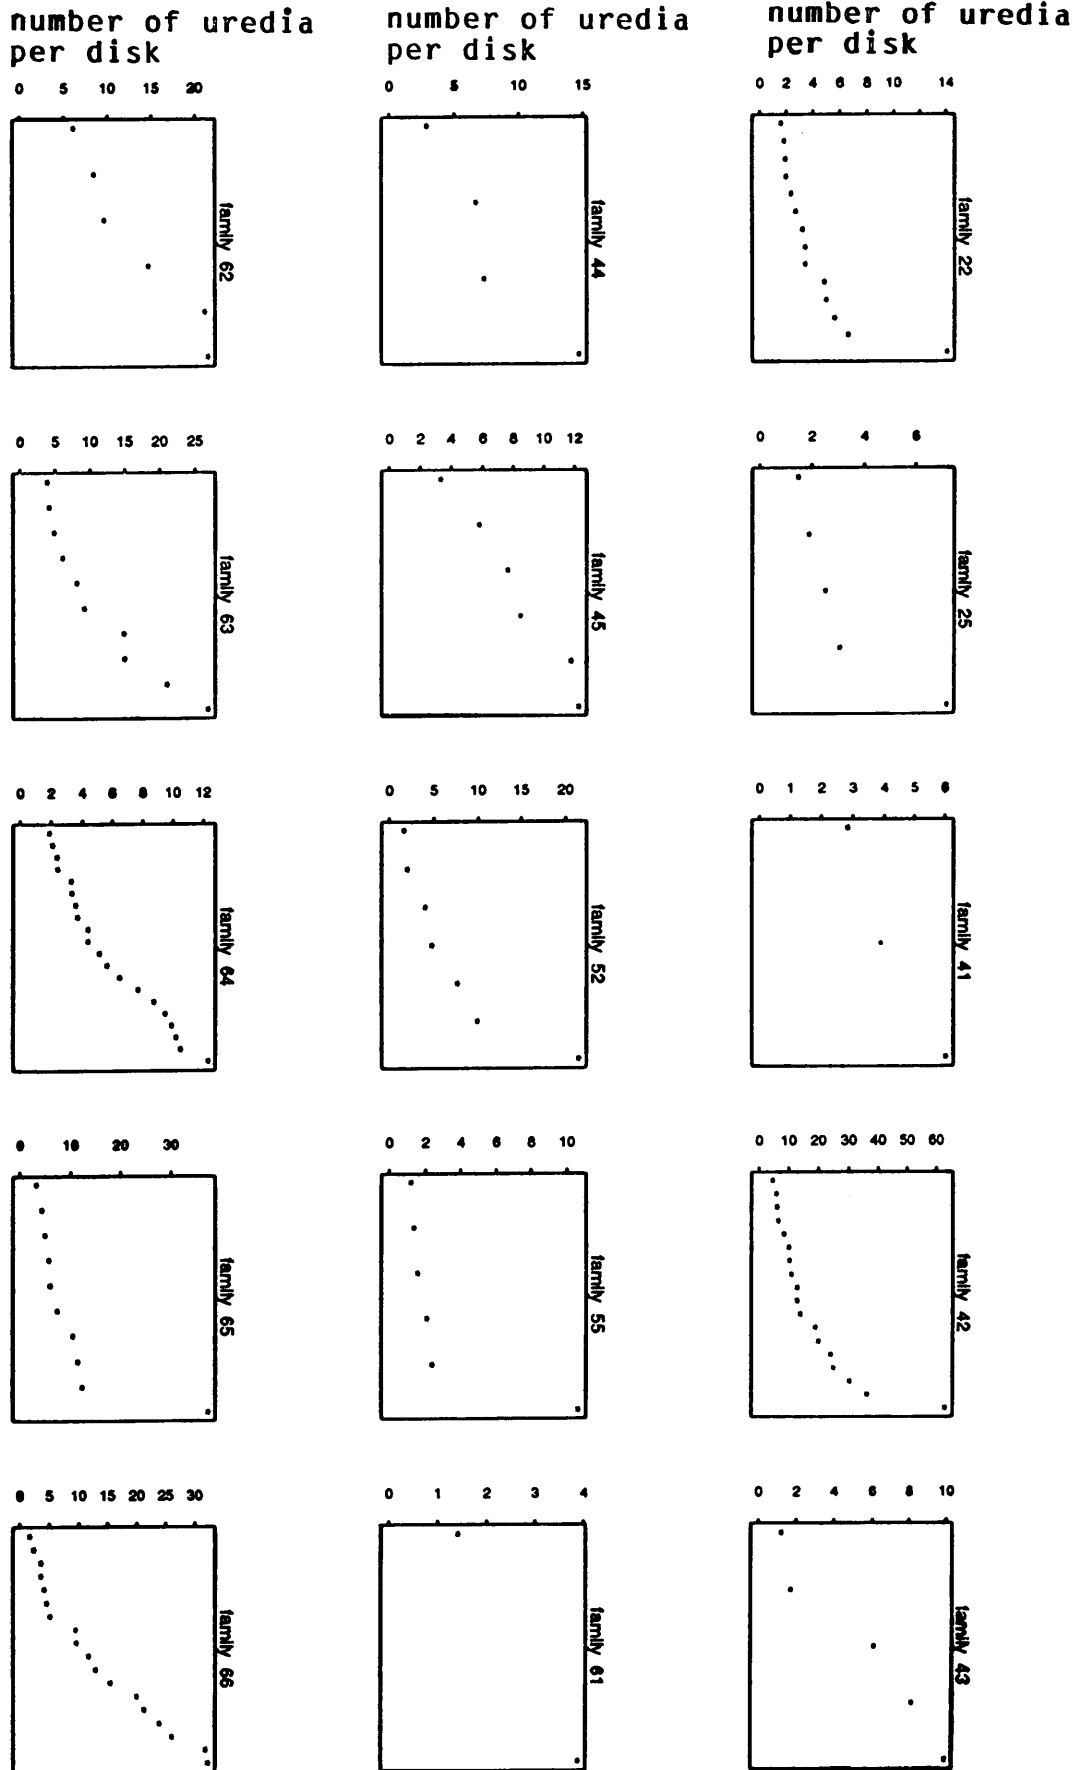 number of uredia
per disk
number of uredia
per disk
number of uredia
per disk
0 5 10 15 20
family 62
0 5 10 15
family 44
0 2 4 6 8 10 14
family 22
0 5 10 15 20 25
family 63
0 2 4 6 8 10 12
family 45
0 2 4 6
family 25
0 2 4 6 8 10 12
family 64
0 5 10 15 20
family 52
0 1 2 3 4 5 6
family 41
0 10 20 30
family 65
0 2 4 6 8 10
family 55
0 10 20 30 40 50 60
family 42
0 5 10 15 20 25 30
family 66
0 1 2 3 4
family 61
0 2 4 6 8 10
family 43